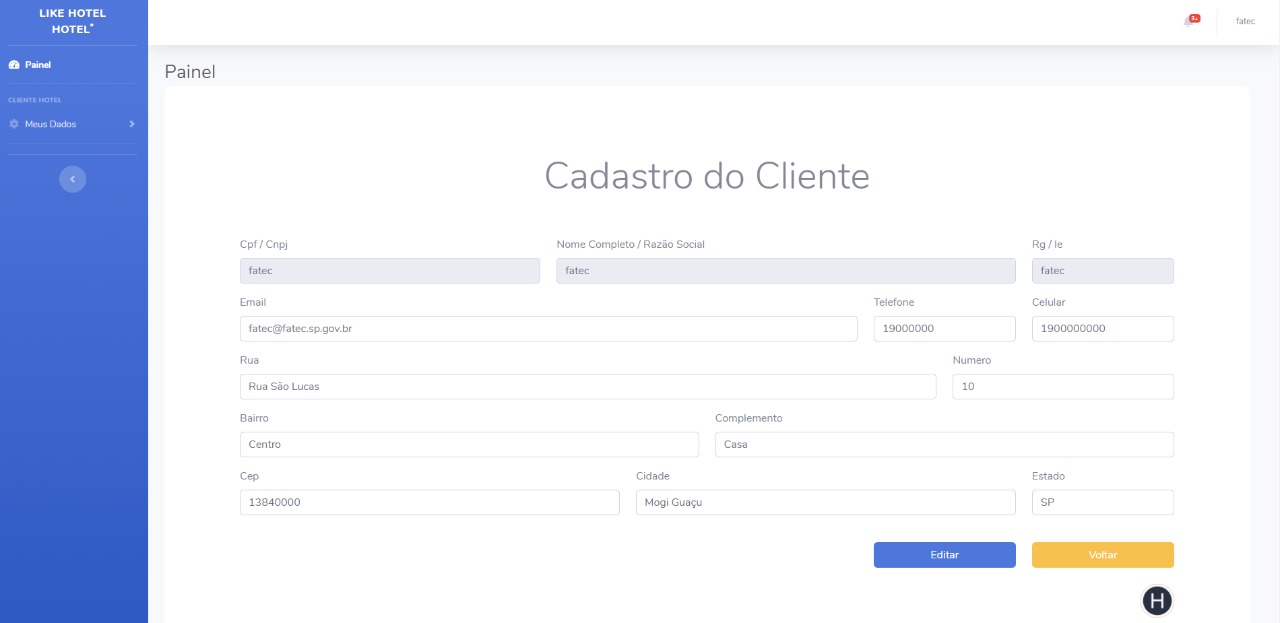 LIKE HOTEL
HOTEL*
3+
fatec
Painel
CLIENTE HOTEL
Meus Dados
Painel
Cadastro do Cliente
Cpf / Cnpj Nome Completo / Razão Social Rg / Ie
fatec fatec fatec
Email Telefone Celular
fatec@fatec.sp.gov.br 19000000 1900000000
Rua Numero
Rua São Lucas 10
Bairro Complemento
Centro Casa
Cep Cidade Estado
13840000 Mogi Guaçu SP
Editar Voltar
H